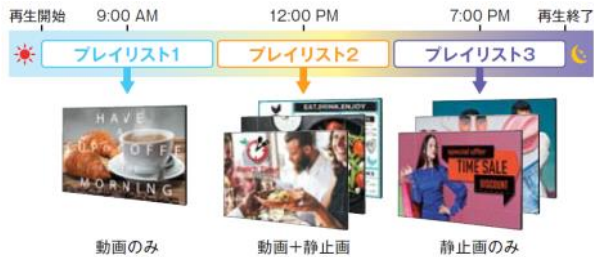 再生開始 9:00 AM 12:00 PM 7:00 PM 再生終了
プレイリスト1 プレイリスト2 プレイリスト3
HAVE
CUP OFFE
MORNING
EAT.DRINK.ENJOY
special offer
TIME SALE
DISCOUNT
動画のみ 動画＋静止画 静止画のみ